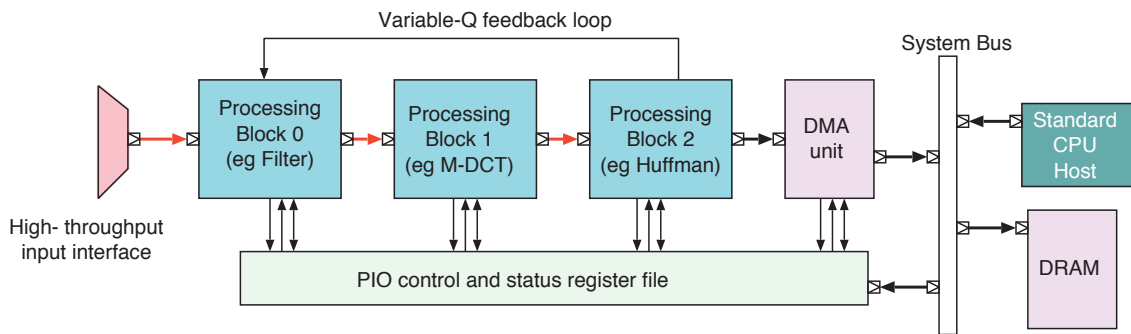 Variable-Q feedback loop
System Bus
Processing
Block 0
(eg Filter)
Processing
Block 1
(eg M-DCT)
Processing
Block 2
(eg Huffman)
DMA
unit
Standard
CPU
Host
High- throughput
input interface
PIO control and status register file
DRAM